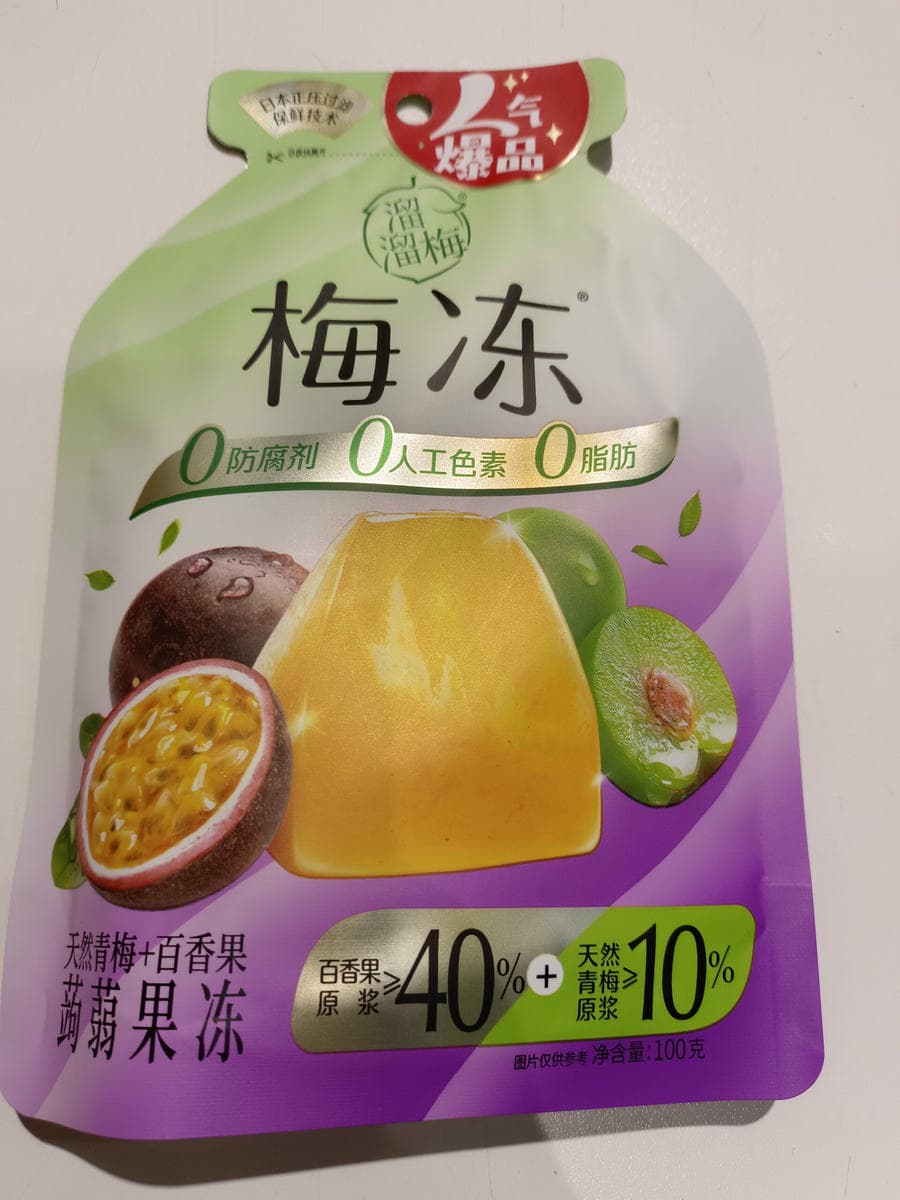 日本正压过滤
保鲜技术
人气
爆品
溜
溜梅®
梅冻®
0防腐剂 0人工色素 0脂肪
天然青梅+百香果
蒟蒻果冻
百香果
原浆
≥40%
+
天然
青梅
原浆
≥10%
图片仅供参考 净含量:100克